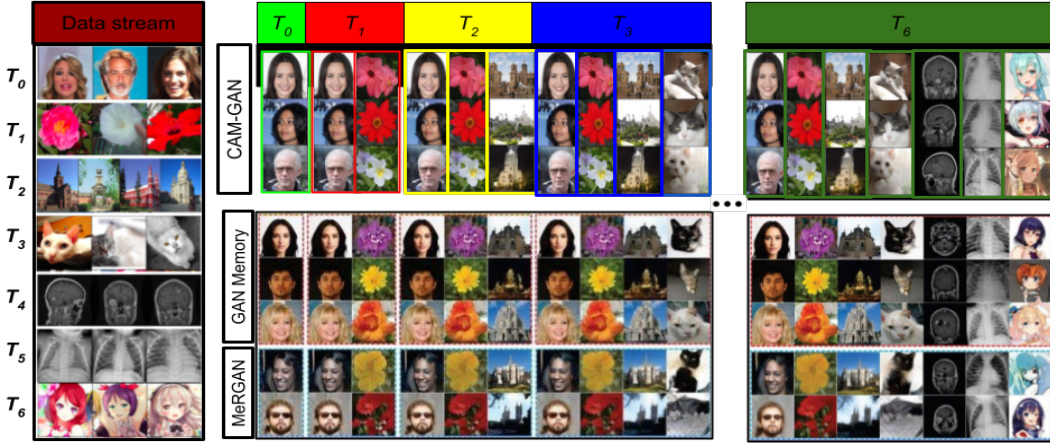 Data stream
T0
T1
T2
T3
T6
T0
T1
T2
T3
T4
T5
T6
CAM-GAN
...
GAN Memory
MeRGAN